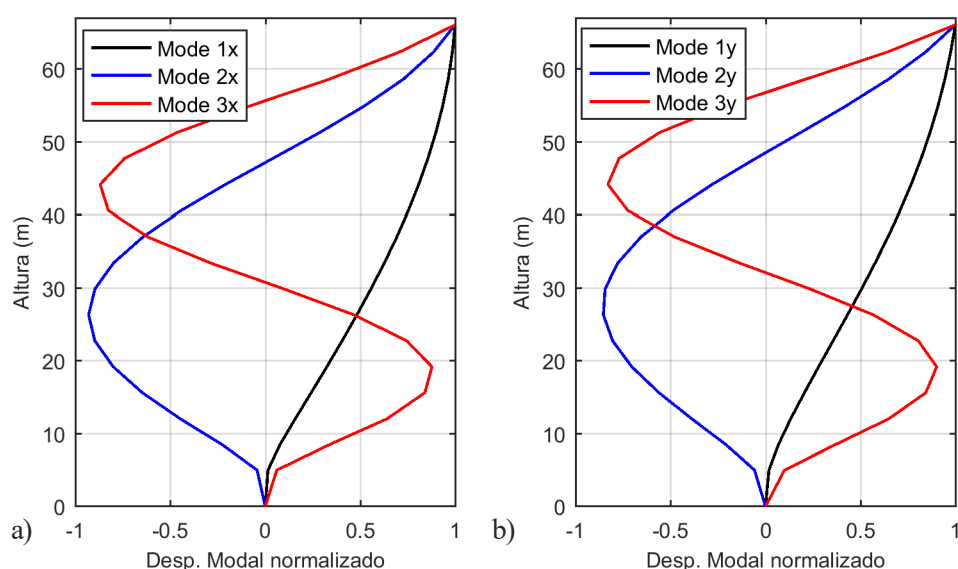 Mode 1x
Mode 2x
Mode 3x
Altura (m)
60
50
40
30
20
10
0
-1
-0.5
0
0.5
1
Desp. Modal normalizado
a)
Mode 1y
Mode 2y
Mode 3y
Altura (m)
60
50
40
30
20
10
0
-1
-0.5
0
0.5
1
Desp. Modal normalizado
b)